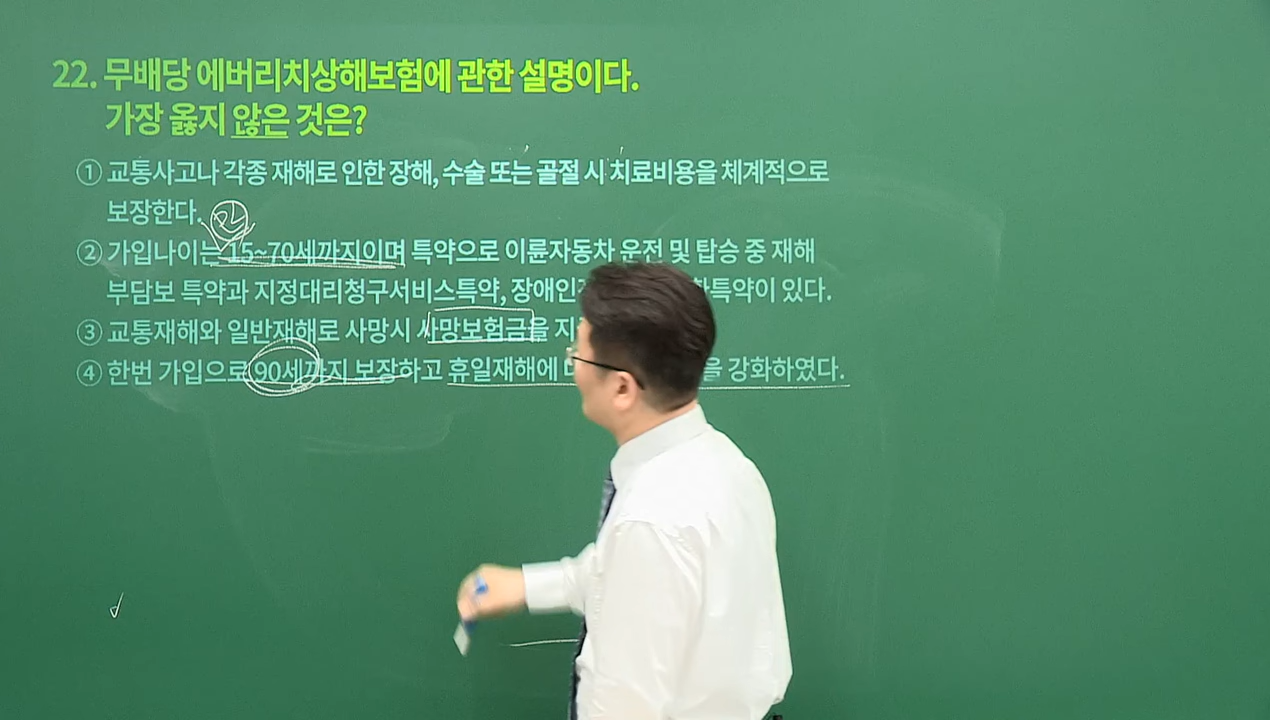 22. 무배당 에버리치상해보험에 관한 설명이다.
가장 옳지 않은 것은?
① 교통사고나 각종 재해로 인한 장해, 수술 또는 골절 시 치료비용을 체계적으로
보장한다.
② 가입나이는 15~70세까지이며 특약으로 이륜자동차 운전 및 탑승 중 재해
부담보 특약과 지정대리청구서비스특약, 특약이 있다.
③ 교통재해와 일반재해로 사망시 사망보험금을
④ 한번 가입으로 90세까지 보장하고 휴일재해에 강화하였다.